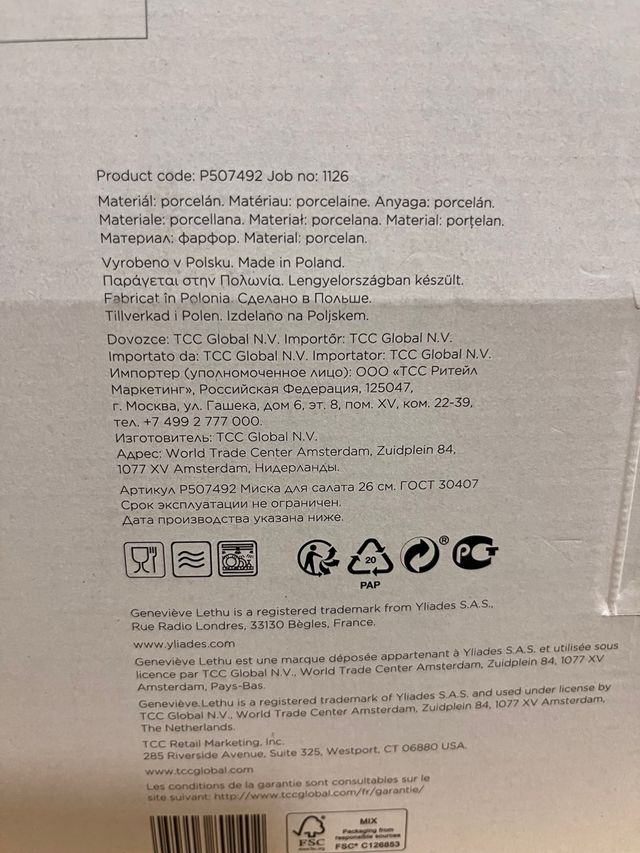 Product code: P507492 Job no: 1126
Materiál: porcelán. Matériau: porcelaine. Anyaga: porcelán.
Materiale: porcellana. Materiał: porcelana. Material: porțelan.
Материал: фарфор. Material: porcelan.
Vyrobeno v Polsku. Made in Poland.
Παράγεται στην Πολωνία. Lengyelországban készült.
Fabricat în Polonia. Сделано в Польше.
Tillverkad i Polen. Izdelano na Poljskem.
Dovozce: TCC Global N.V. Importőr: TCC Global N.V.
Importato da: TCC Global N.V. Importator: TCC Global N.V.
Импортер (уполномоченное лицо): ООО «ТСС Ритейл
Маркетинг», Российская Федерация, 125047,
г. Москва, ул. Гашека, дом 6, эт. 8, пом. XV, ком. 22-39,
тел. +7 499 2 777 000.
Изготовитель: TCC Global N.V.
Адрес: World Trade Center Amsterdam, Zuidplein 84,
1077 XV Amsterdam, Нидерланды.
Артикул P507492 Миска для салата 26 см. ГОСТ 30407
Срок эксплуатации не ограничен.
Дата производства указана ниже.
20
PAP
®
РСТ
Geneviève Lethu is a registered trademark from Yliades S.A.S.,
Rue Radio Londres, 33130 Bègles, France.
www.yliades.com
Geneviève Lethu est une marque déposée appartenant à Yliades S.A.S. et utilisée sous
licence par TCC Global N.V., World Trade Center Amsterdam, Zuidplein 84, 1077 XV
Amsterdam, Pays-Bas.
Geneviève.Lethu is a registered trademark of Yliades S.A.S. and used under license by
TCC Global N.V., World Trade Center Amsterdam, Zuidplein 84, 1077 XV Amsterdam,
The Netherlands.
TCC Retail Marketing, Inc.
285 Riverside Avenue, Suite 325, Westport, CT 06880 USA.
www.tccglobal.com
Les conditions de la garantie sont consultables sur le
site suivant: http://www.tccglobal.com/fr/garantie/
FSC
www.fsc.org
MIX
Packaging from
responsible sources
FSC® C126853